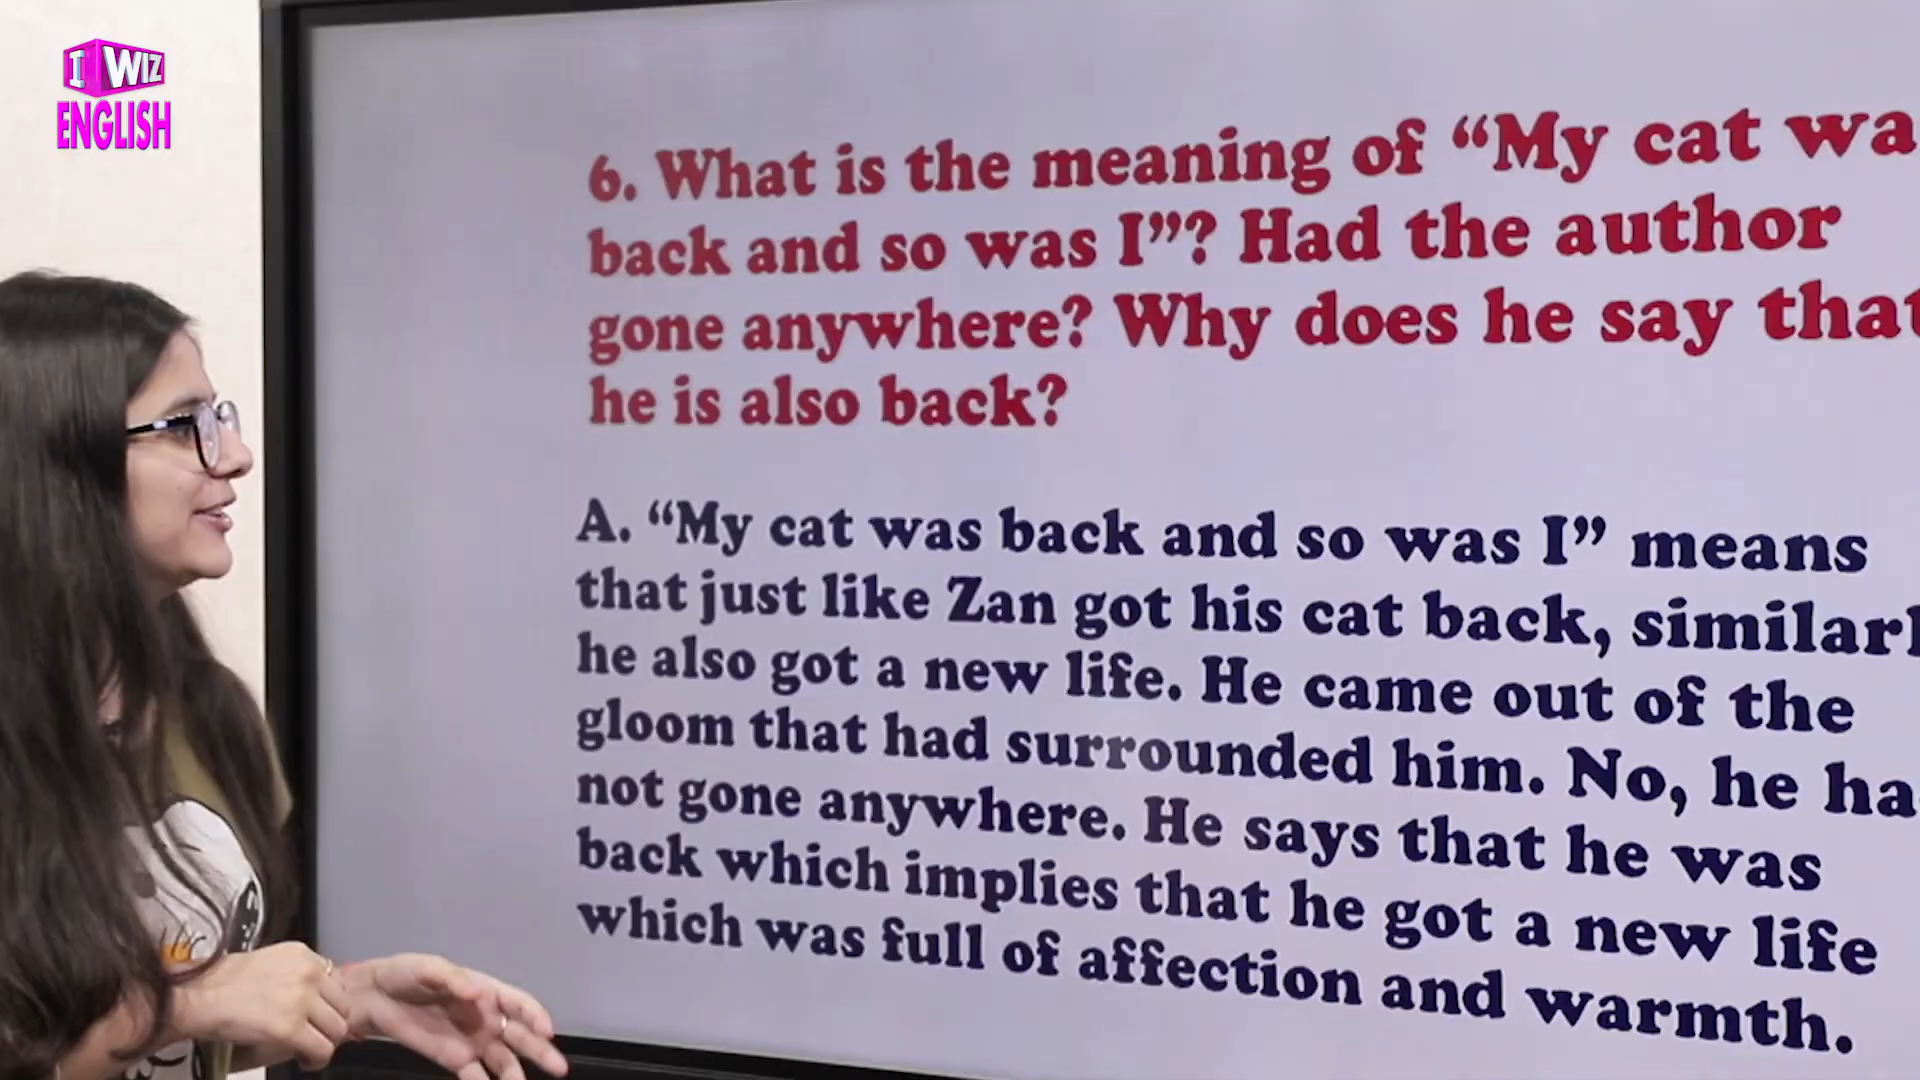 I WIZ
ENGLISH
6. What is the meaning of “My cat wa
back and so was I”? Had the author
gone anywhere? Why does he say that
he is also back?
A. “My cat was back and so was I” means
that just like Zan got his cat back, similarl
he also got a new life. He came out of the
gloom that had surrounded him. No, he ha
not gone anywhere. He says that he was
back which implies that he got a new life
which was full of affection and warmth.